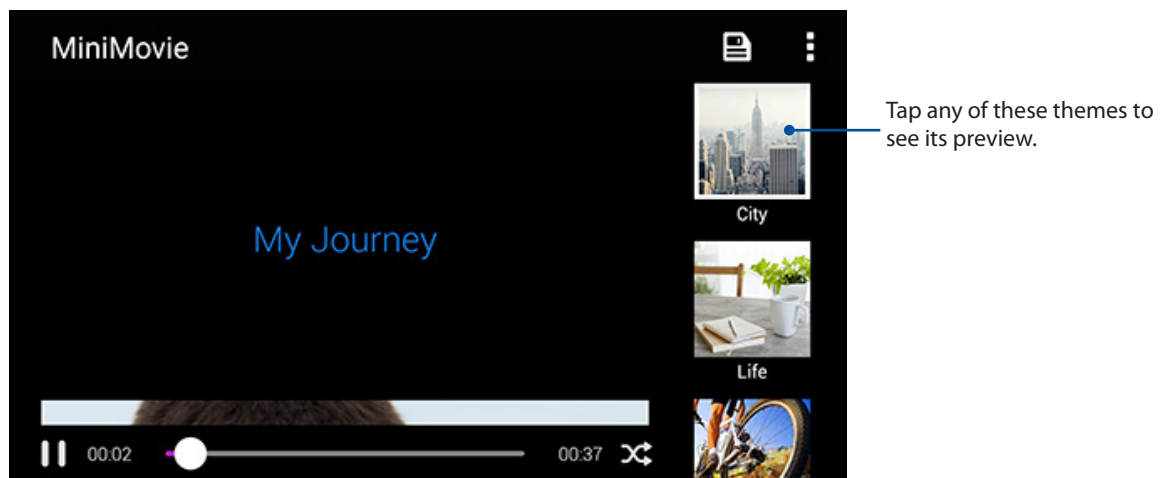 MiniMovie
Tap any of these themes to
see its preview.
City
My Journey
Life
00:02
00:37